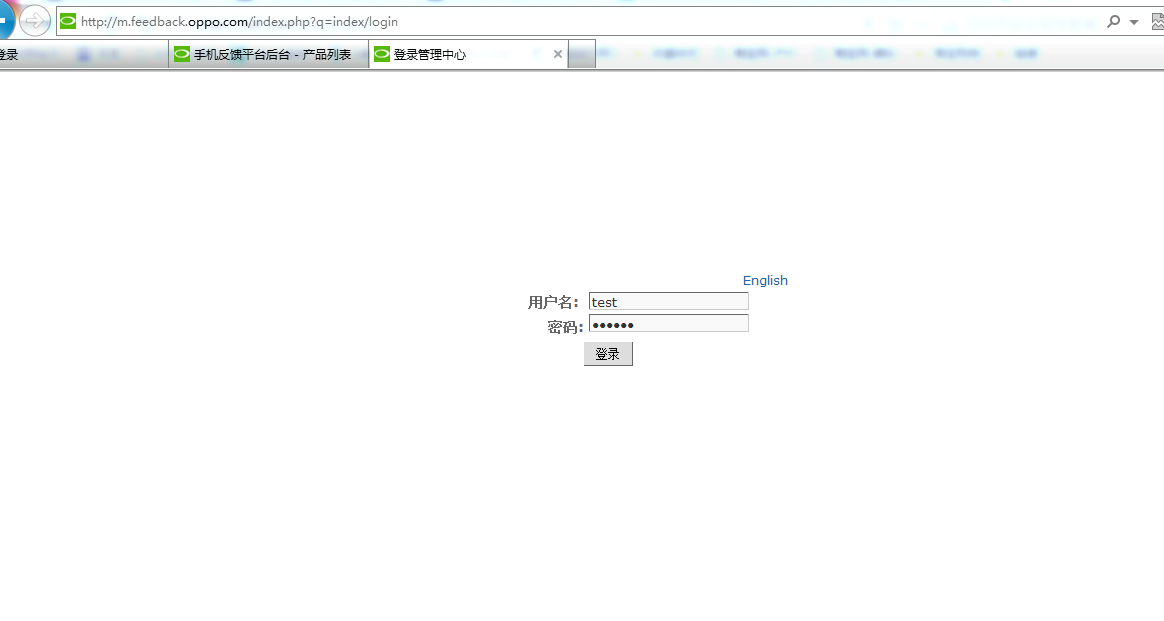 http://m.feedback.oppo.com/index.php?q=index/login
登录
手机反馈平台后台 - 产品列表
登录管理中心
English
用户名：
test
密码：
••••••
登录